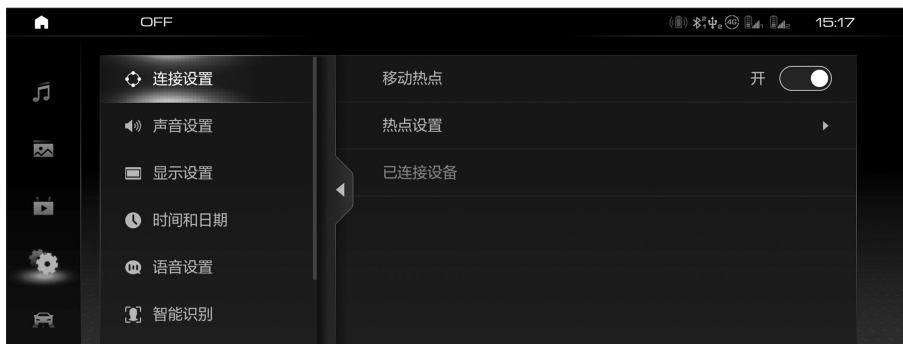 OFF
4G
15:17
连接设置
声音设置
显示设置
时间和日期
语音设置
智能识别
移动热点
开
热点设置
已连接设备